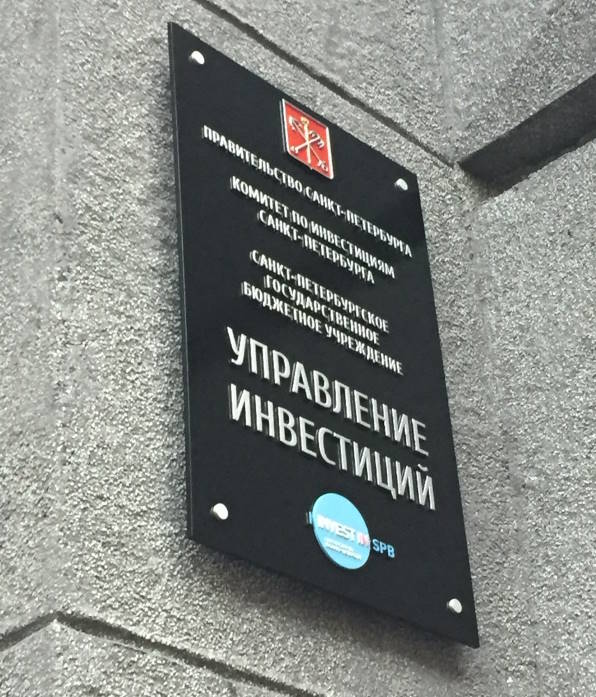 ПРАВИТЕЛЬСТВО САНКТ-ПЕТЕРБУРГА
КОМИТЕТ ПО ИНВЕСТИЦИЯМ
САНКТ-ПЕТЕРБУРГА
САНКТ-ПЕТЕРБУРГСКОЕ
ГОСУДАРСТВЕННОЕ
БЮДЖЕТНОЕ УЧРЕЖДЕНИЕ
УПРАВЛЕНИЕ
ИНВЕСТИЦИЙ
INVEST IN SPB